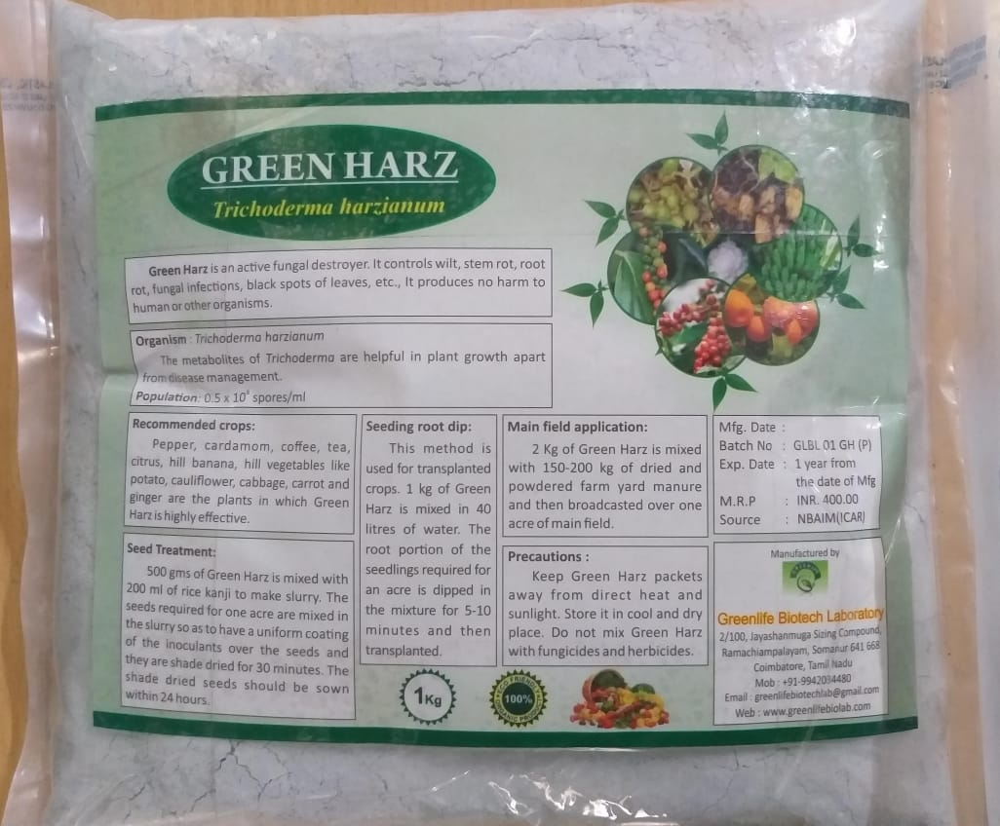 GREEN HARZ
Trichoderma harzianum
Green Harz is an active fungal destroyer. It controls wilt, stem rot, root
rot, fungal infections, black spots of leaves, etc., It produces no harm to
human or other organisms.
Organism : Trichoderma harzianum
The metabolites of Trichoderma are helpful in plant growth apart
from disease management.
Population: 0.5 x 10⁸ spores/ml
Recommended crops:
Pepper, cardamom, coffee, tea,
citrus, hill banana, hill vegetables like
potato, cauliflower, cabbage, carrot and
ginger are the plants in which Green
Harz is highly effective.
Seed Treatment:
500 gms of Green Harz is mixed with
200 ml of rice kanji to make slurry. The
seeds required for one acre are mixed in
the slurry so as to have a uniform coating
of the inoculants over the seeds and
they are shade dried for 30 minutes. The
shade dried seeds should be sown
within 24 hours.
Seeding root dip:
This method is
used for transplanted
crops. 1 kg of Green
Harz is mixed in 40
litres of water. The
root portion of the
seedlings required for
an acre is dipped in
the mixture for 5-10
minutes and then
transplanted.
Main field application:
2 Kg of Green Harz is mixed
with 150-200 kg of dried and
powdered farm yard manure
and then broadcasted over one
acre of main field.
Precautions :
Keep Green Harz packets
away from direct heat and
sunlight. Store it in cool and dry
place. Do not mix Green Harz
with fungicides and herbicides.
Mfg. Date :
Batch No : GLBL 01 GH (P)
Exp. Date : 1 year from
the date of Mfg
M.R.P : INR. 400.00
Source : NBAIM(ICAR)
Manufactured by
Greenlife Biotech Laboratory
2/100, Jayashanmuga Sizing Compound,
Ramachiampalayam, Somanur 641 668
Coimbatore, Tamil Nadu
Mob : +91-9942034480
Email : greenlifebiotechlab@gmail.com
Web : www.greenlifebiolab.com
1Kg
100%